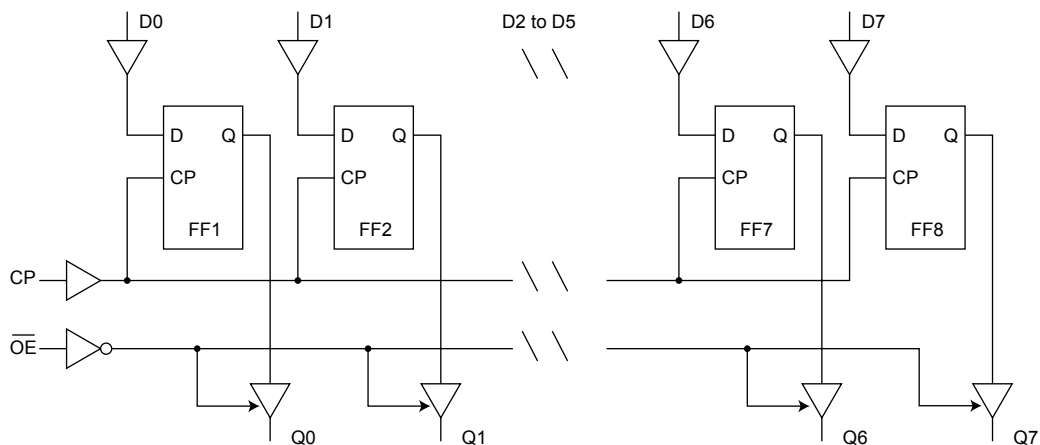 D0 D1 D2 to D5 D6 D7
D Q D Q D Q D Q
CP CP CP CP
FF1 FF2 FF7 FF8
CP
OE
Q0 Q1 Q6 Q7